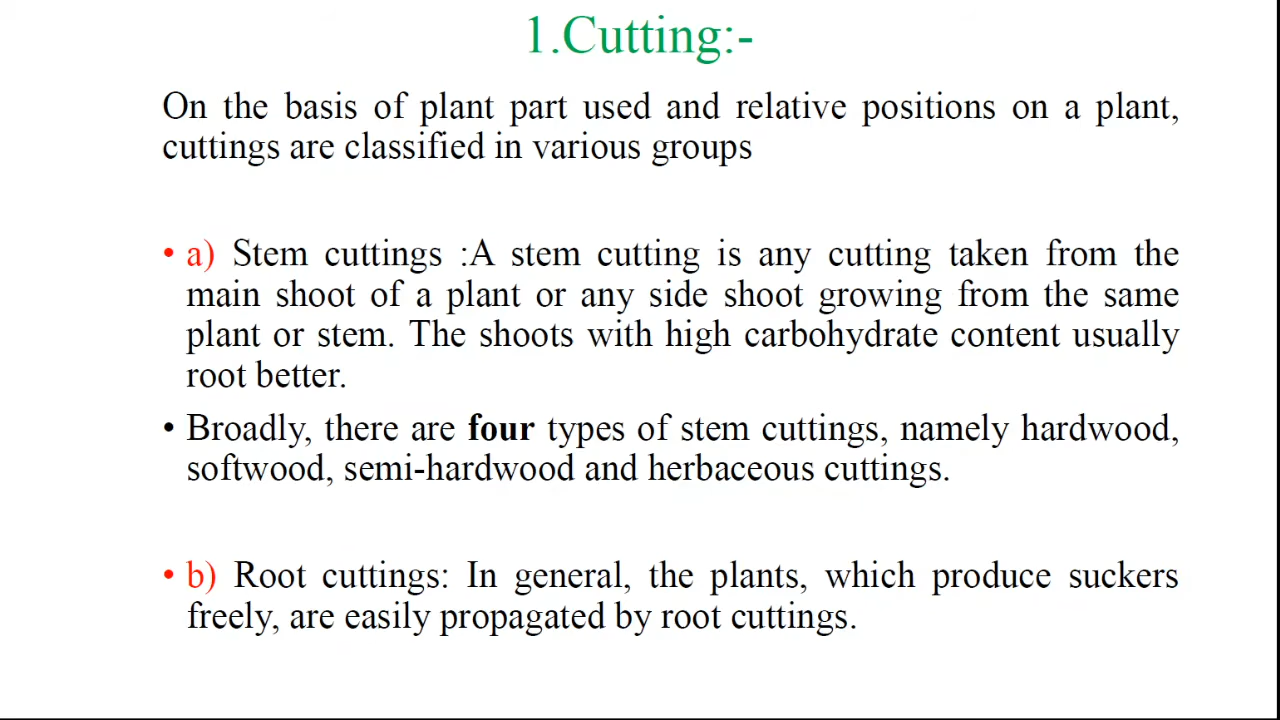 1.Cutting:-
On the basis of plant part used and relative positions on a plant,
cuttings are classified in various groups
• a) Stem cuttings :A stem cutting is any cutting taken from the
main shoot of a plant or any side shoot growing from the same
plant or stem. The shoots with high carbohydrate content usually
root better.
• Broadly, there are four types of stem cuttings, namely hardwood,
softwood, semi-hardwood and herbaceous cuttings.
• b) Root cuttings: In general, the plants, which produce suckers
freely, are easily propagated by root cuttings.